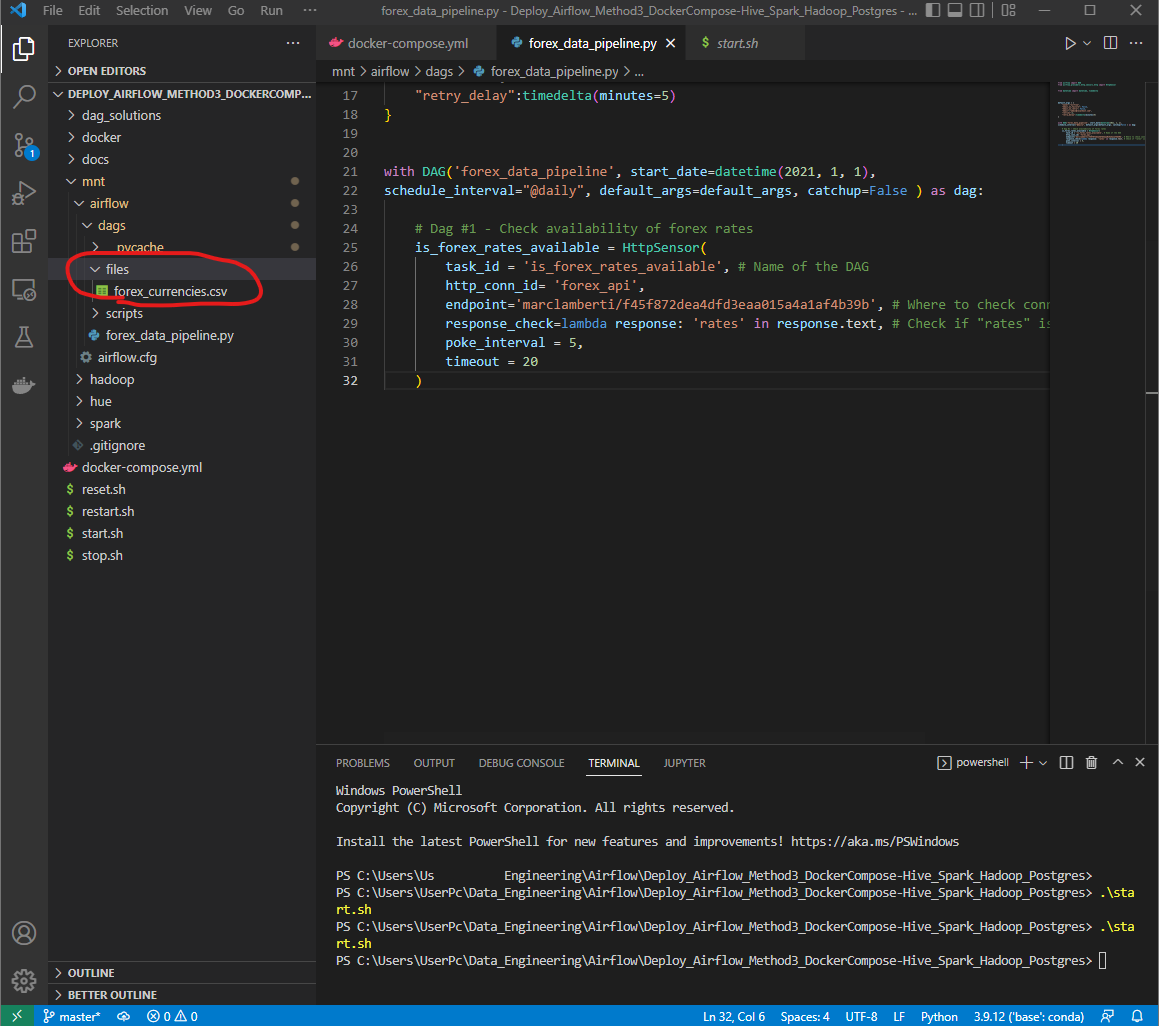 File Edit Selection View Go Run ··· forex_data_pipeline.py - Deploy_Airflow_Method3_DockerCompose-Hive_Spark_Hadoop_Postgres - ...
EXPLORER ···
OPEN EDITORS
DEPLOY_AIRFLOW_METHOD3_DOCKERCOMP...
dag_solutions
docker
docs
1
mnt
airflow
dags
__pycache__
files
forex_currencies.csv
scripts
forex_data_pipeline.py
airflow.cfg
hadoop
hue
spark
.gitignore
docker-compose.yml
$ reset.sh
$ restart.sh
$ start.sh
$ stop.sh
OUTLINE
BETTER OUTLINE
docker-compose.yml forex_data_pipeline.py $ start.sh
mnt > airflow > dags > forex_data_pipeline.py > ...
17 "retry_delay":timedelta(minutes=5)
18 }
19
20
21 with DAG('forex_data_pipeline', start_date=datetime(2021, 1, 1),
22 schedule_interval="@daily", default_args=default_args, catchup=False ) as dag:
23
24 # Dag #1 - Check availability of forex rates
25 is_forex_rates_available = HttpSensor(
26 task_id = 'is_forex_rates_available', # Name of the DAG
27 http_conn_id= 'forex_api',
28 endpoint='marclamberti/f45f872dea4dfd3eaa015a4a1af4b39b', # Where to check con
29 response_check=lambda response: 'rates' in response.text, # Check if "rates" is
30 poke_interval = 5,
31 timeout = 20
32 )
PROBLEMS OUTPUT DEBUG CONSOLE TERMINAL JUPYTER powershell
Windows PowerShell
Copyright (C) Microsoft Corporation. All rights reserved.
Install the latest PowerShell for new features and improvements! https://aka.ms/PSWindows
PS C:\Users\Us Engineering\Airflow\Deploy_Airflow_Method3_DockerCompose-Hive_Spark_Hadoop_Postgres>
PS C:\Users\UserPc\Data_Engineering\Airflow\Deploy_Airflow_Method3_DockerCompose-Hive_Spark_Hadoop_Postgres> .\sta
rt.sh
PS C:\Users\UserPc\Data_Engineering\Airflow\Deploy_Airflow_Method3_DockerCompose-Hive_Spark_Hadoop_Postgres> .\sta
rt.sh
PS C:\Users\UserPc\Data_Engineering\Airflow\Deploy_Airflow_Method3_DockerCompose-Hive_Spark_Hadoop_Postgres>
master* 0 0 Ln 32, Col 6 Spaces: 4 UTF-8 LF Python 3.9.12 ('base': conda)